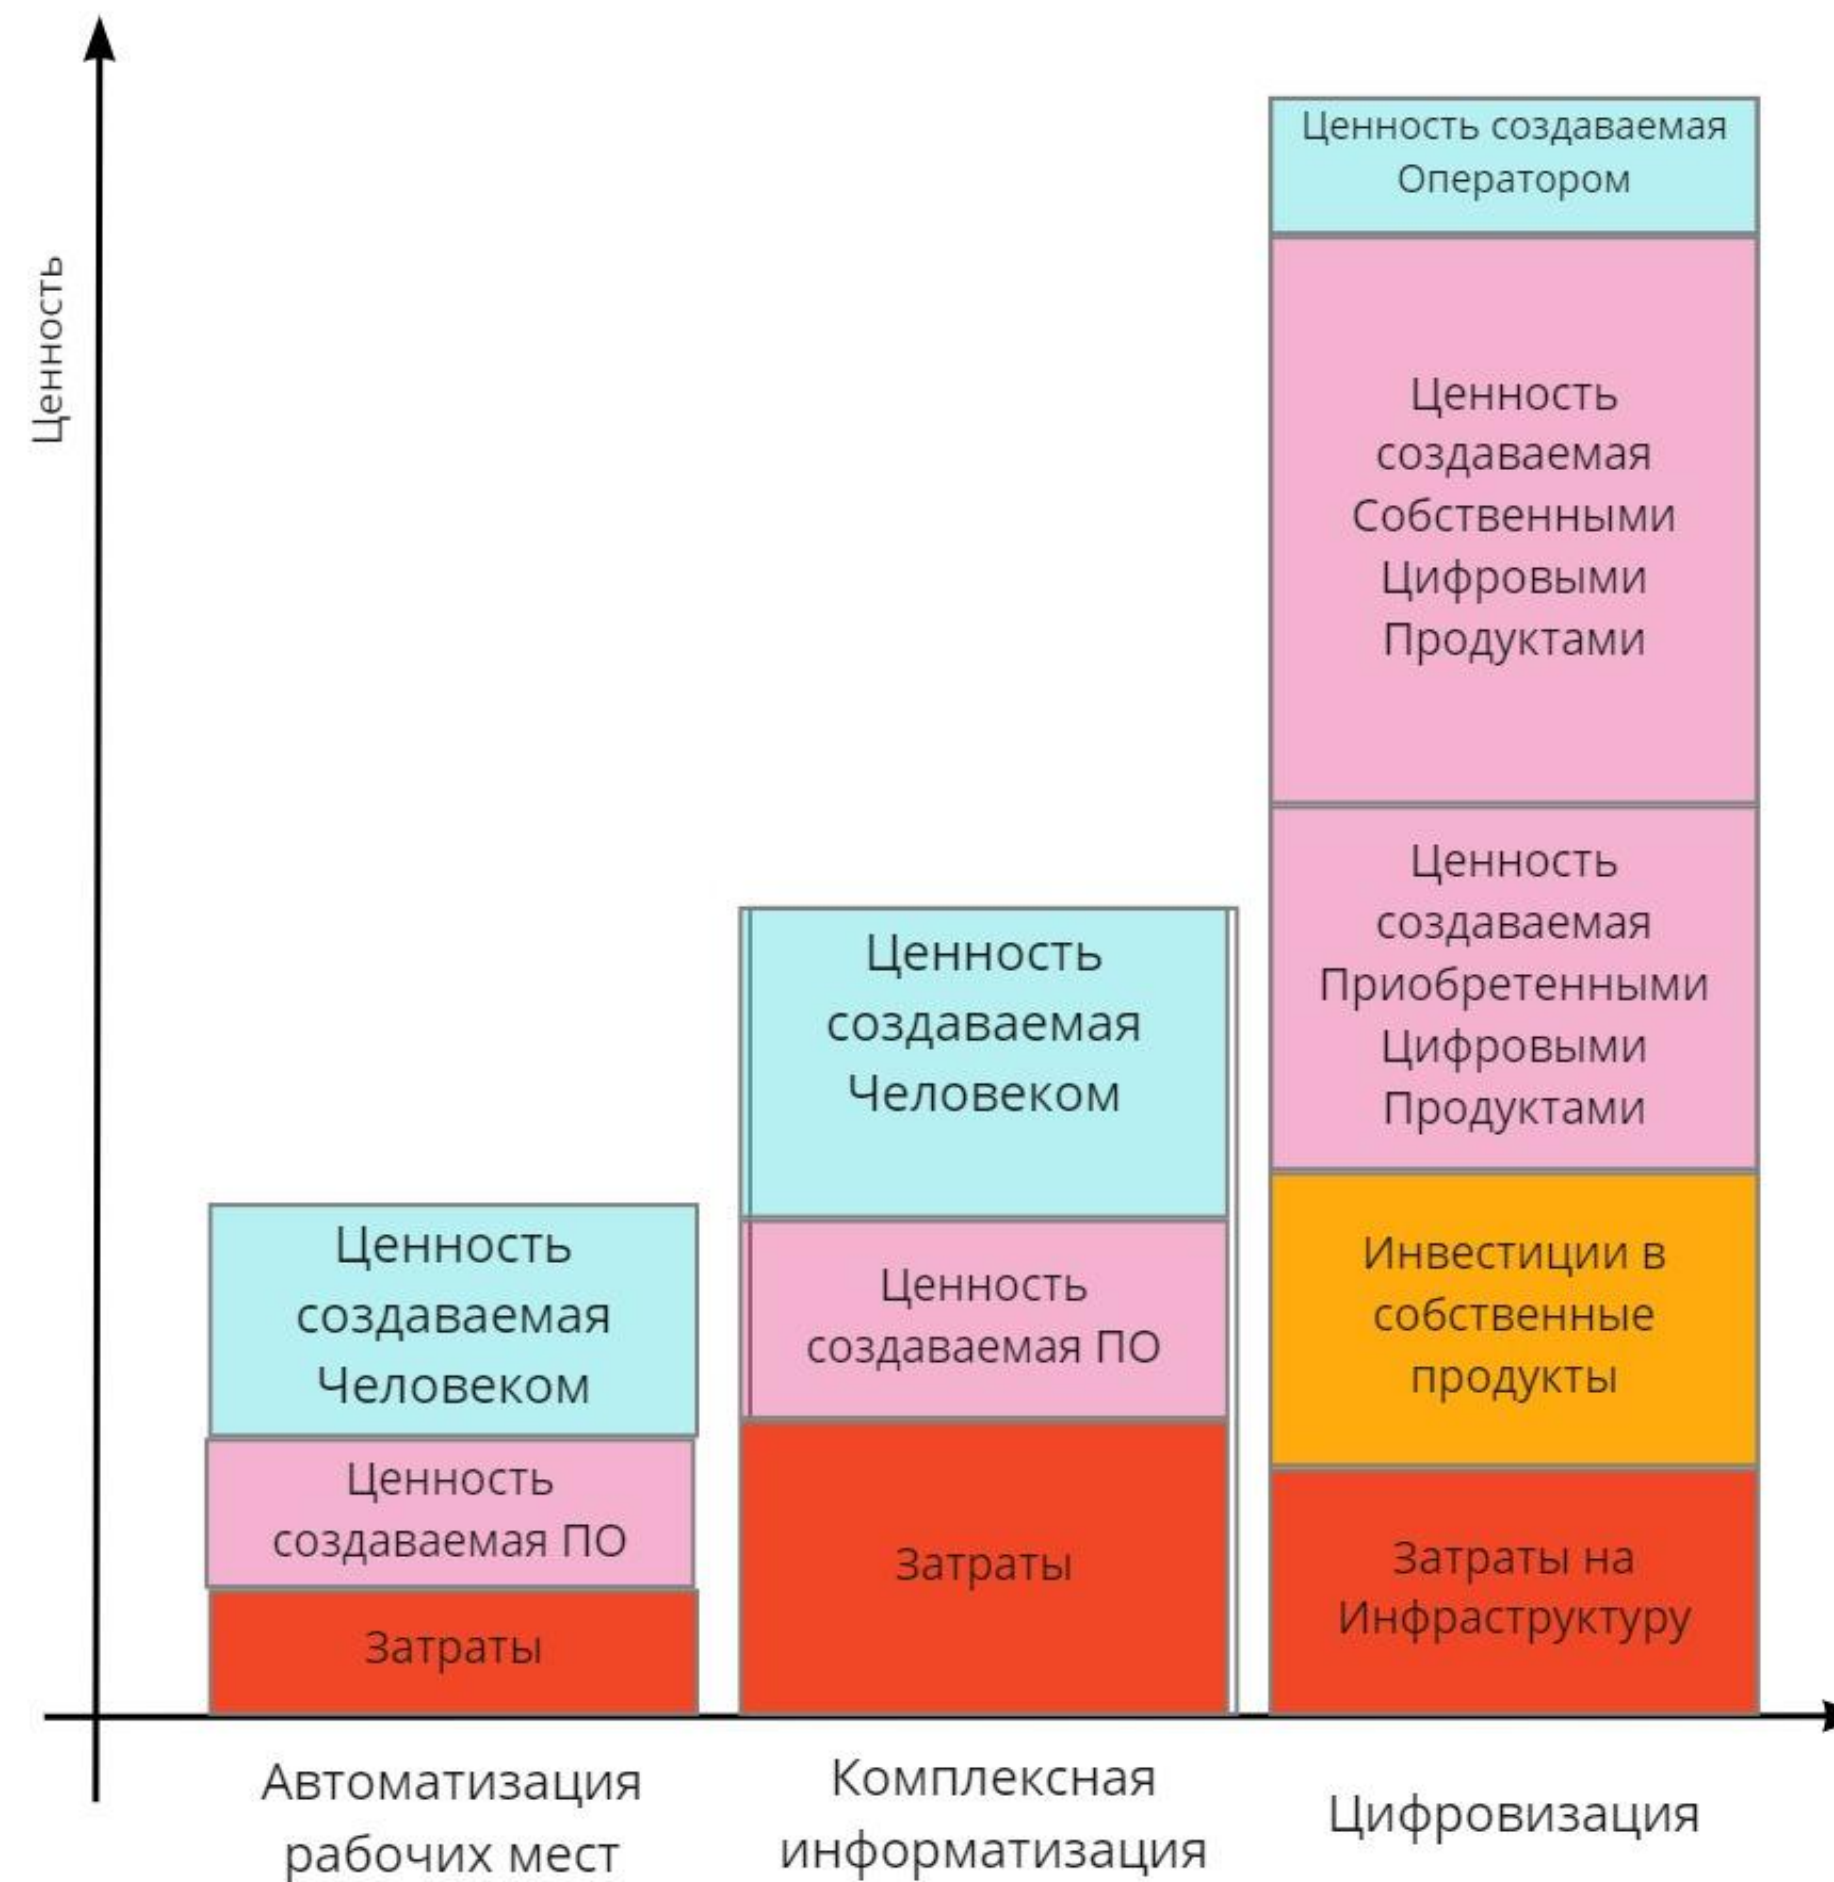 Ценность
Ценность создаваемая
Человеком
Ценность
создаваемая ПО
Затраты
Автоматизация
рабочих мест
Ценность
создаваемая
Человеком
Ценность
создаваемая ПО
Затраты
Комплексная
информатизация
Ценность создаваемая
Оператором
Ценность
создаваемая
Собственными
Цифровыми
Продуктами
Ценность
создаваемая
Приобретенными
Цифровыми
Продуктами
Инвестиции в
собственные
продукты
Затраты на
Инфраструктуру
Цифровизация